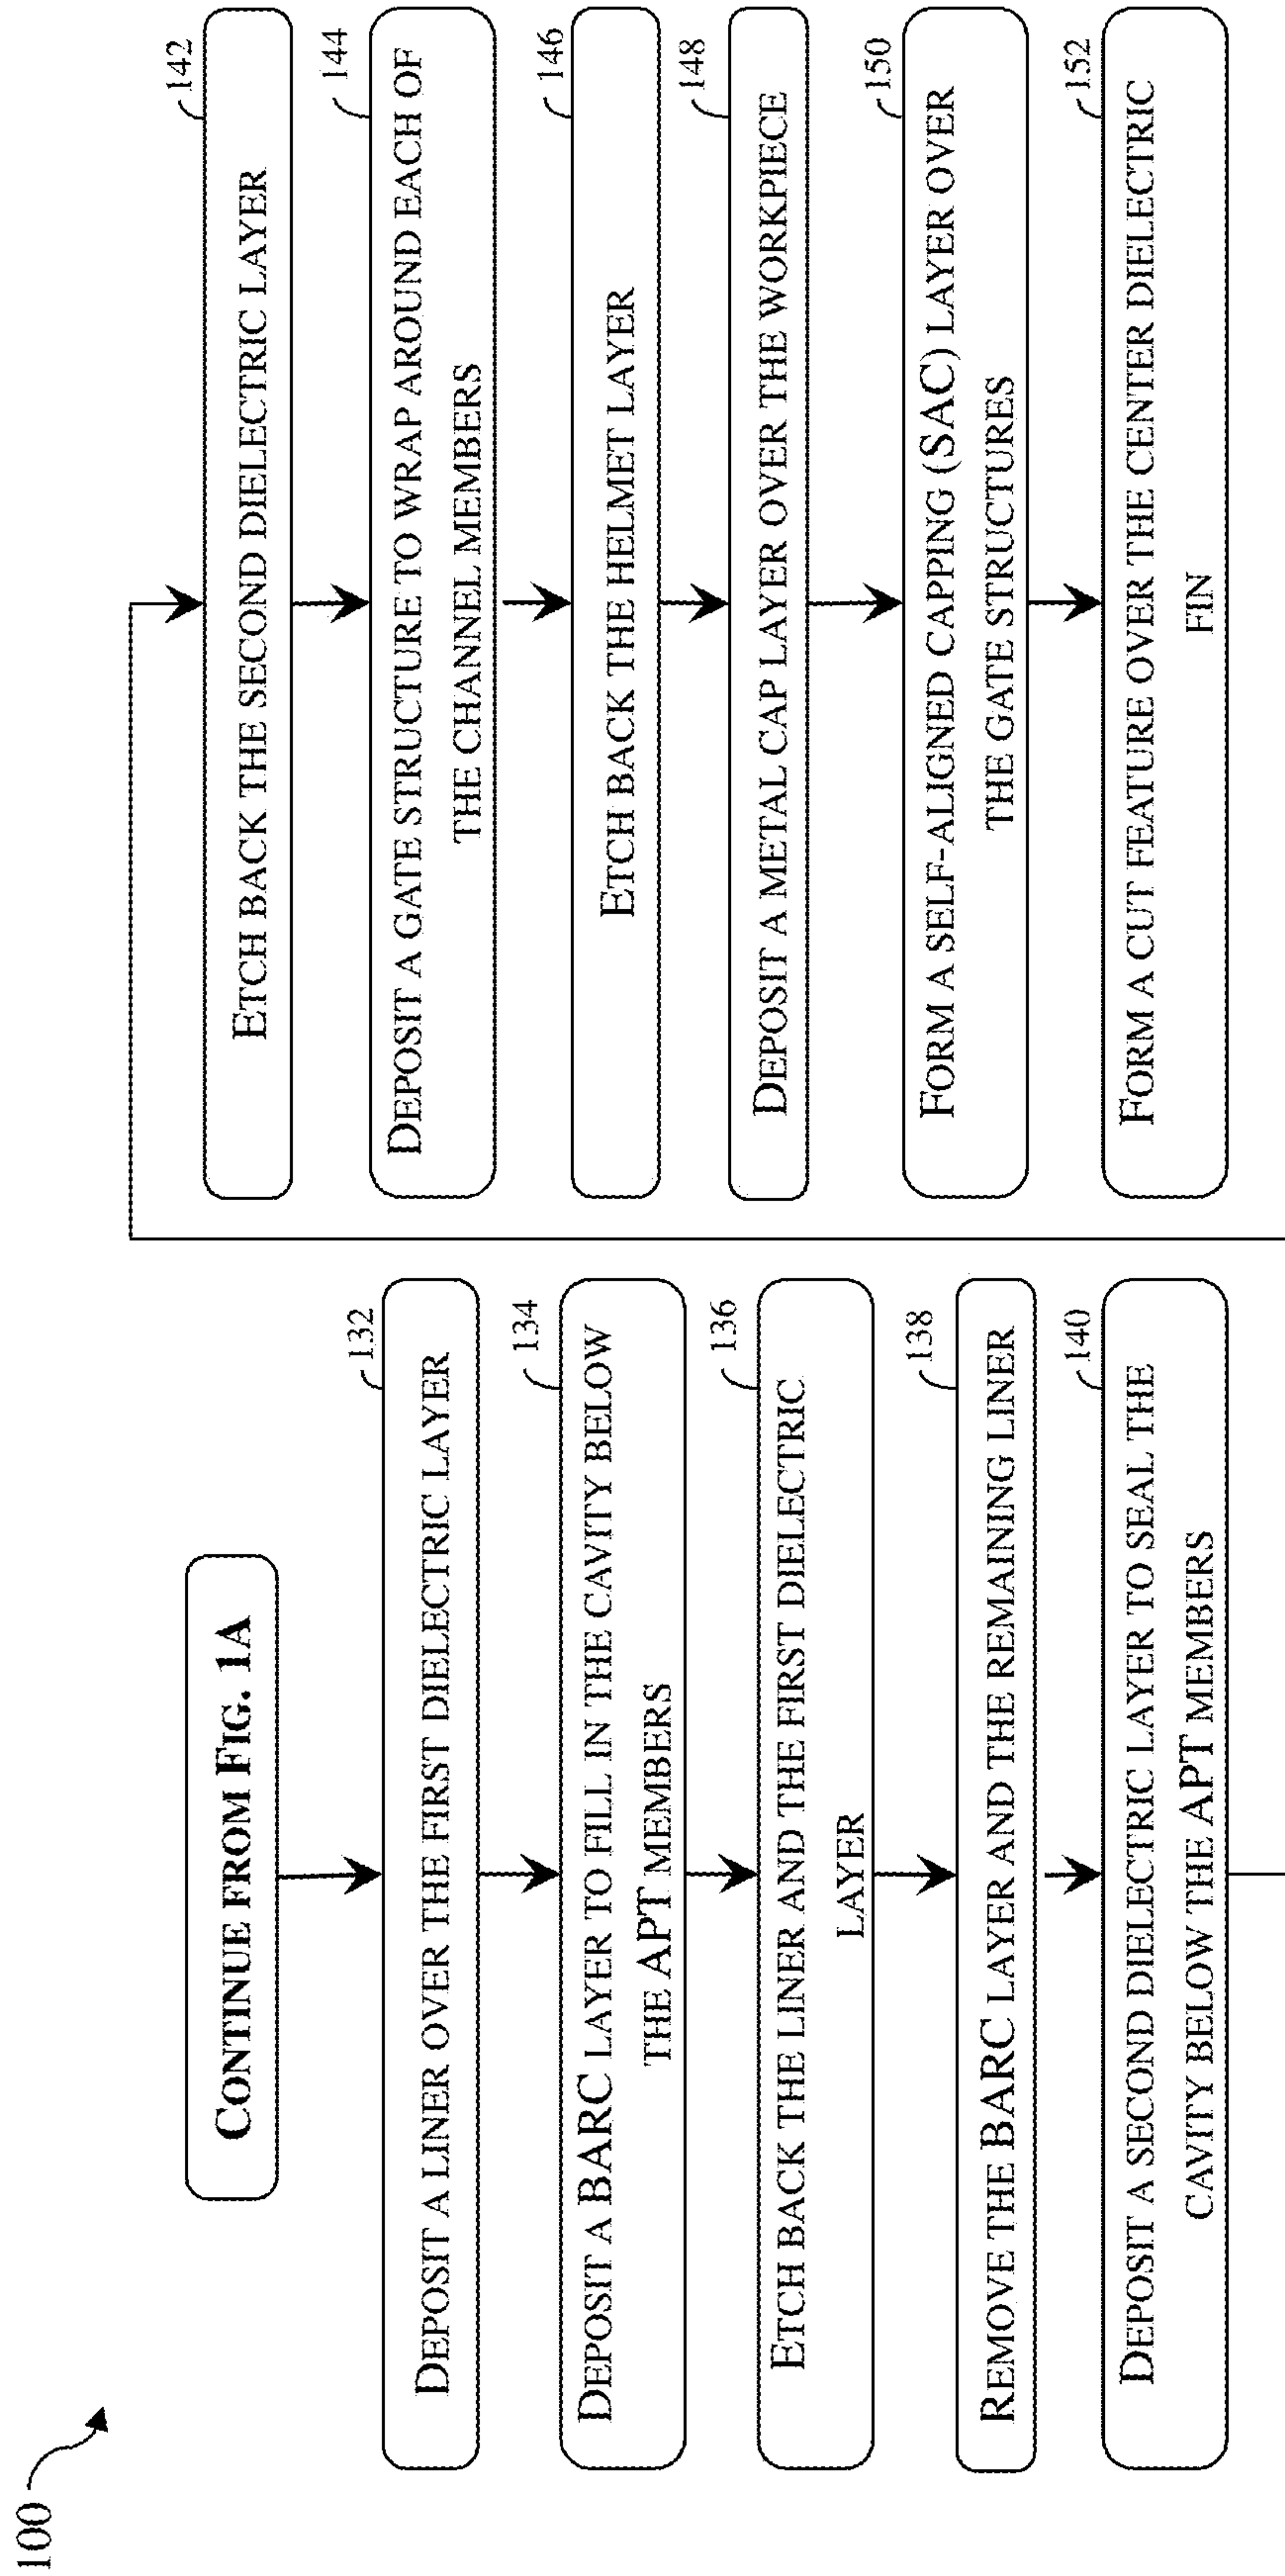 100
CONTINUE FROM FIG. 1A
132
DEPOSIT A LINER OVER THE FIRST DIELECTRIC LAYER
134
DEPOSIT A BARC LAYER TO FILL IN THE CAVITY BELOW
THE APT MEMBERS
136
ETCH BACK THE LINER AND THE FIRST DIELECTRIC
LAYER
138
REMOVE THE BARC LAYER AND THE REMAINING LINER
140
DEPOSIT A SECOND DIELECTRIC LAYER TO SEAL THE
CAVITY BELOW THE APT MEMBERS
142
ETCH BACK THE SECOND DIELECTRIC LAYER
144
DEPOSIT A GATE STRUCTURE TO WRAP AROUND EACH OF
THE CHANNEL MEMBERS
146
ETCH BACK THE HELMET LAYER
148
DEPOSIT A METAL CAP LAYER OVER THE WORKPIECE
150
FORM A SELF-ALIGNED CAPPING (SAC) LAYER OVER
THE GATE STRUCTURES
152
FORM A CUT FEATURE OVER THE CENTER DIELECTRIC
FIN